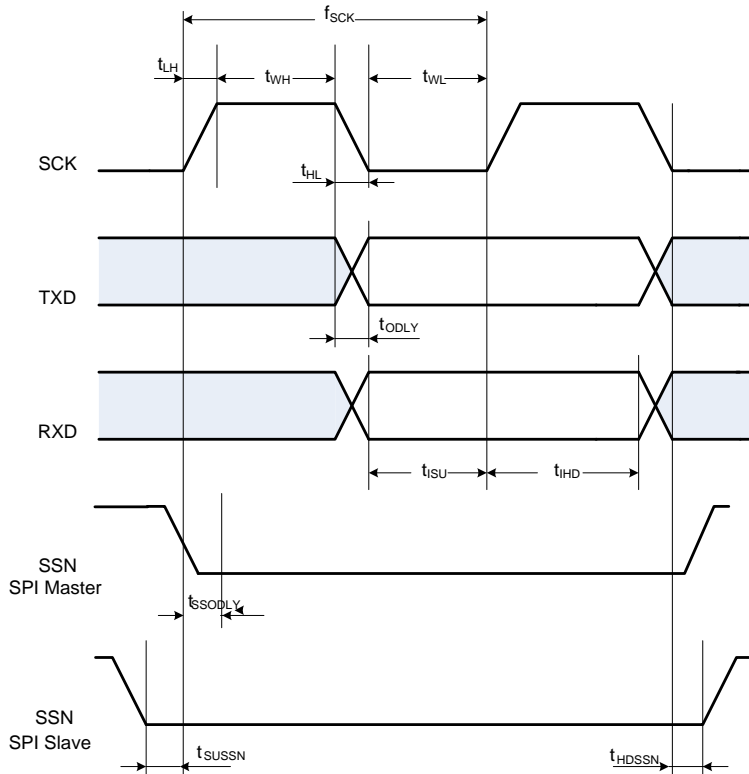 fSCK
tLH
tWH
tWL
SCK
tHL
TXD
tODLY
RXD
tISU
tIHD
SSN
SPI Master
tSSODLY
SSN
SPI Slave
tSUSSN
tHDSSN